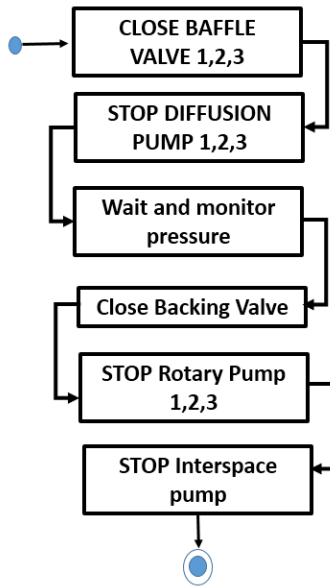 CLOSE BAFFLE
VALVE 1,2,3
STOP DIFFUSION
PUMP 1,2,3
Wait and monitor
pressure
Close Backing Valve
STOP Rotary Pump
1,2,3
STOP Interspace
pump